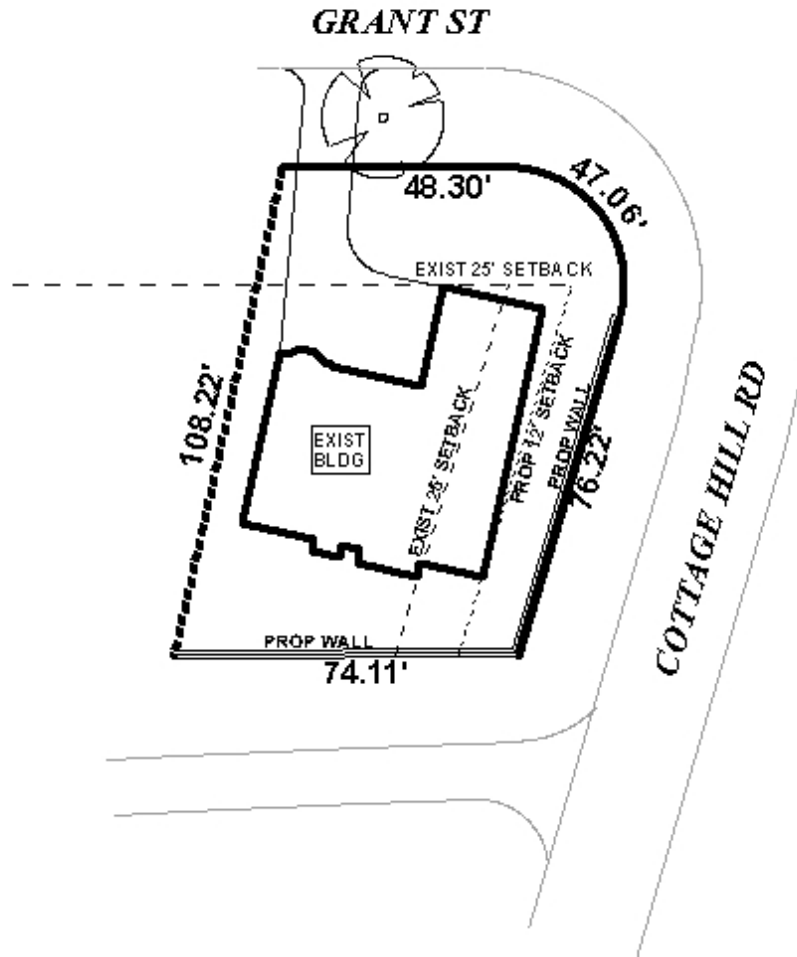 GRANT ST
47.06'
48.30'
EXIST 25' SETBACK
108.22'
EXIST
BLDG
EXIST 25' SETBACK
PROP 12' SETBACK
PROP WALL
76.22'
COTTAGE HILL RD
PROP WALL
74.11'